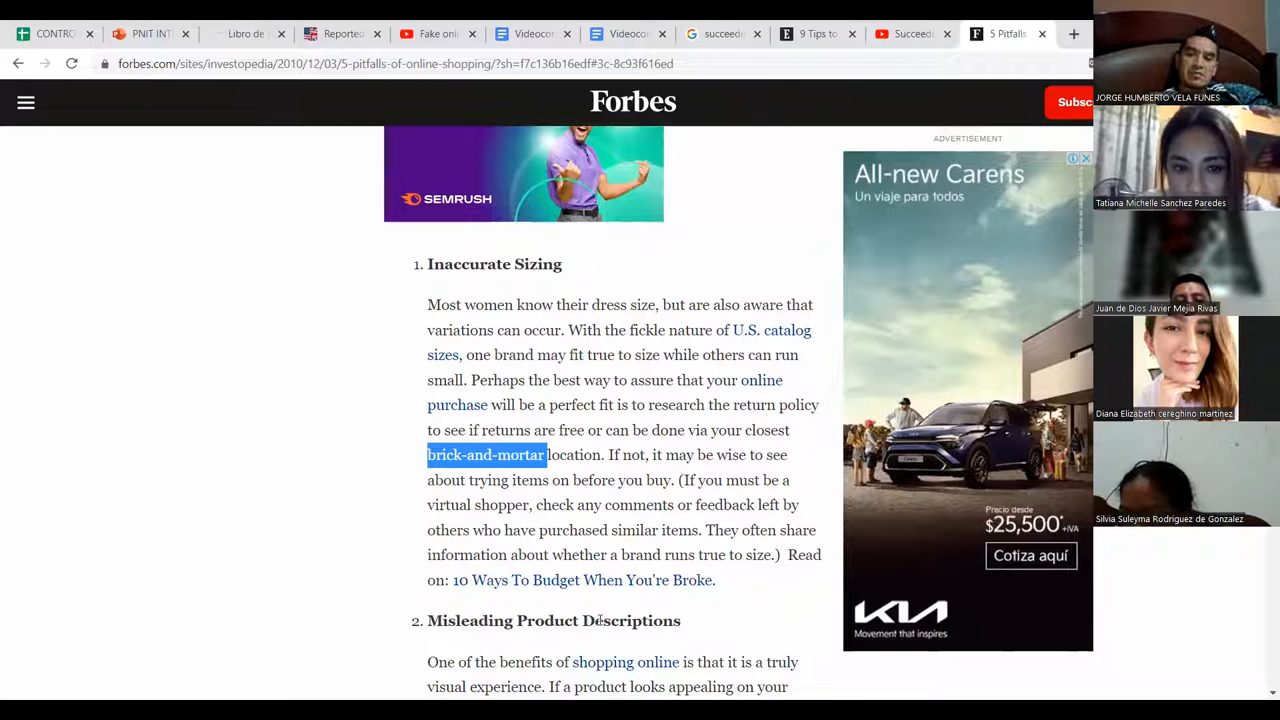 CONTRO
PNIT INT
Libro de
Reporteo
Fake onl
Videocor
Videocor
succeedi
9 Tips to
Succeedi
5 Pitfalls
forbes.com/sites/investopedia/2010/12/03/5-pitfalls-of-online-shopping/?sh=f7c136b16edf#3c-8c93f616ed
Forbes
Subsc
SEMRUSH
ADVERTISEMENT
All-new Carens
Un viaje para todos
Precio desde
$25,500*+IVA
Cotiza aquí
KIA
Movement that inspires
1. Inaccurate Sizing
Most women know their dress size, but are also aware that
variations can occur. With the fickle nature of U.S. catalog
sizes, one brand may fit true to size while others can run
small. Perhaps the best way to assure that your online
purchase will be a perfect fit is to research the return policy
to see if returns are free or can be done via your closest
brick-and-mortar location. If not, it may be wise to see
about trying items on before you buy. (If you must be a
virtual shopper, check any comments or feedback left by
others who have purchased similar items. They often share
information about whether a brand runs true to size.) Read
on: 10 Ways To Budget When You're Broke.
2. Misleading Product Descriptions
One of the benefits of shopping online is that it is a truly
visual experience. If a product looks appealing on your
JORGE HUMBERTO VELA FUNES
Tatiana Michelle Sanchez Paredes
Juan de Dios Javier Mejia Rivas
Diana Elizabeth cereghino martinez
Silvia Suleyma Rodriguez de Gonzalez